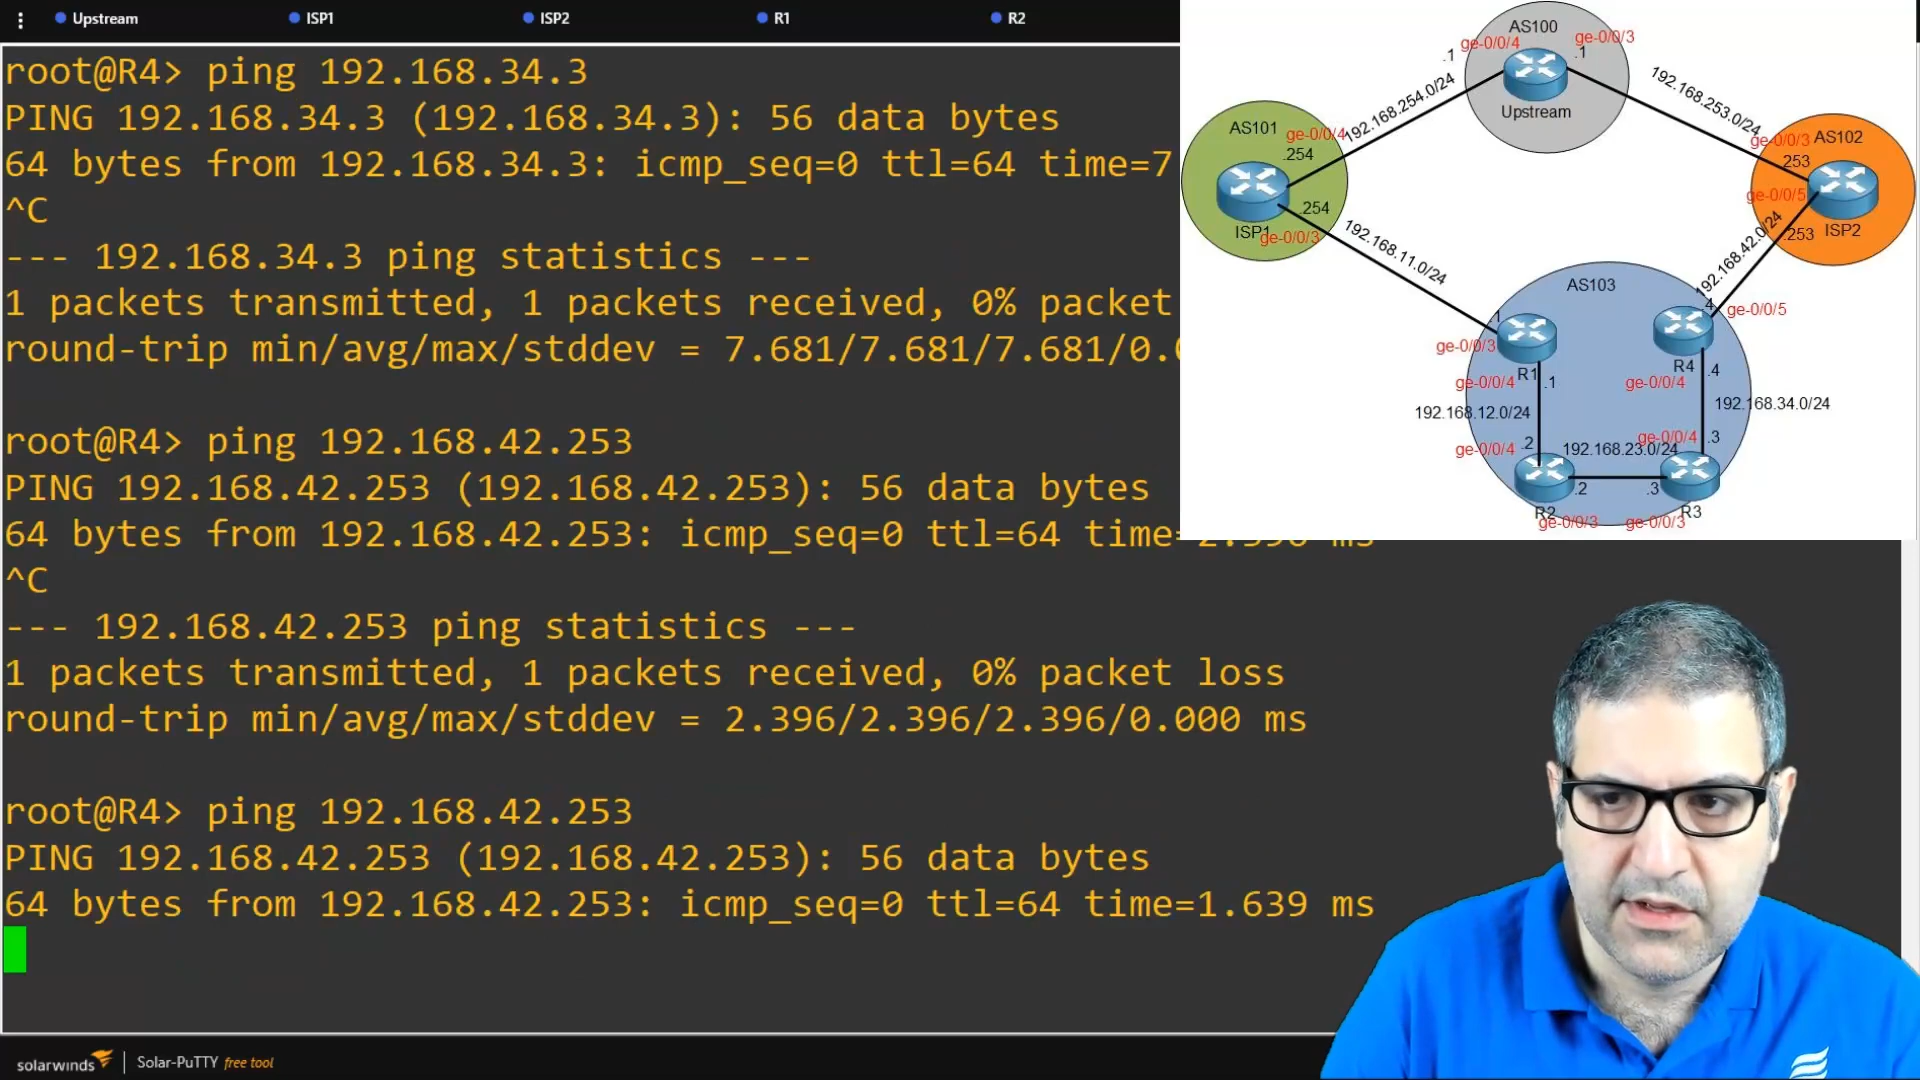 Upstream
ISP1
ISP2
R1
R2
root@R4> ping 192.168.34.3
PING 192.168.34.3 (192.168.34.3): 56 data bytes
64 bytes from 192.168.34.3: icmp_seq=0 ttl=64 time=7
^C
--- 192.168.34.3 ping statistics ---
1 packets transmitted, 1 packets received, 0% packet
round-trip min/avg/max/stddev = 7.681/7.681/7.681/0.0
root@R4> ping 192.168.42.253
PING 192.168.42.253 (192.168.42.253): 56 data bytes
64 bytes from 192.168.42.253: icmp_seq=0 ttl=64 time=2.396 ms
^C
--- 192.168.42.253 ping statistics ---
1 packets transmitted, 1 packets received, 0% packet loss
round-trip min/avg/max/stddev = 2.396/2.396/2.396/0.000 ms
root@R4> ping 192.168.42.253
PING 192.168.42.253 (192.168.42.253): 56 data bytes
64 bytes from 192.168.42.253: icmp_seq=0 ttl=64 time=1.639 ms
solarwinds
Solar-PuTTY free tool
AS100
ge-0/0/4
ge-0/0/3
.1
.1
Upstream
192.168.254.0/24
192.168.253.0/24
AS101
ge-0/0/4
.254
.254
ISP1
ge-0/0/3
192.168.11.0/24
AS102
ge-0/0/3
.253
ge-0/0/5
.253
ISP2
192.168.42.0/24
AS103
.1
ge-0/0/3
R1
ge-0/0/4
.1
192.168.12.0/24
ge-0/0/4
.2
.4
ge-0/0/5
R4
ge-0/0/4
.4
192.168.34.0/24
ge-0/0/4
.3
192.168.23.0/24
.2
.3
R2
ge-0/0/3
ge-0/0/3
R3